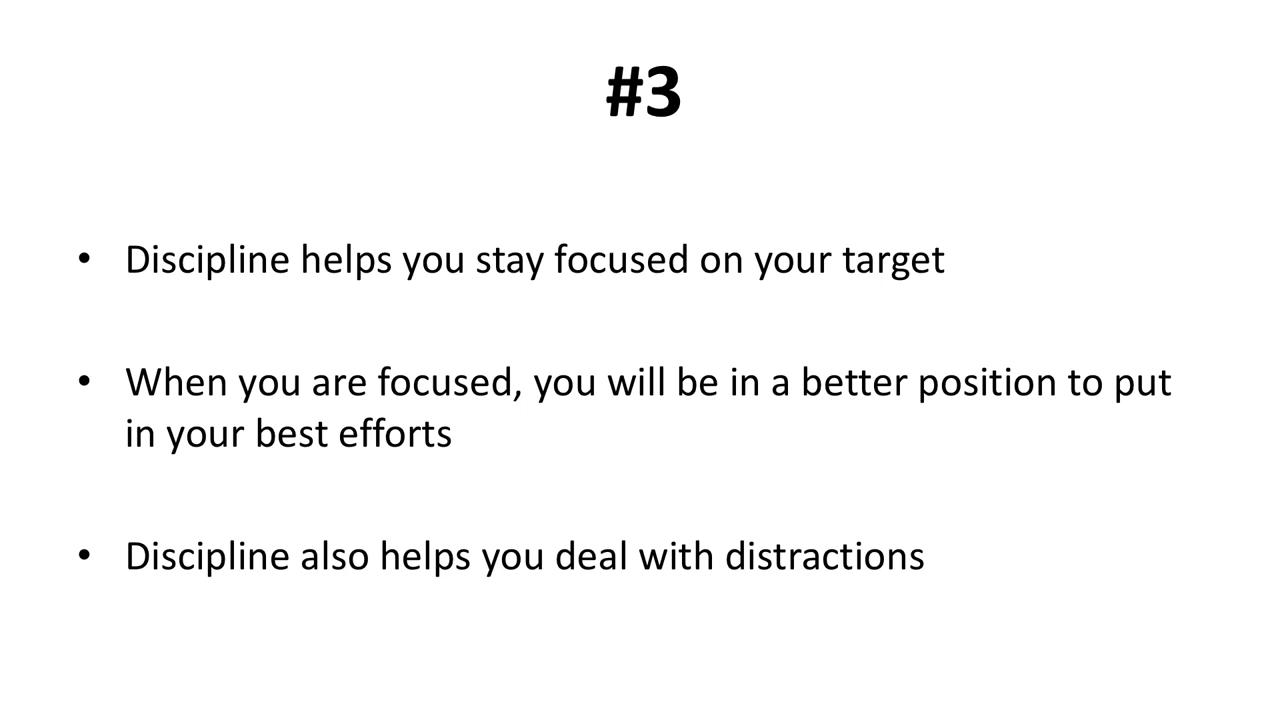 #3
• Discipline helps you stay focused on your target
• When you are focused, you will be in a better position to put
in your best efforts
• Discipline also helps you deal with distractions